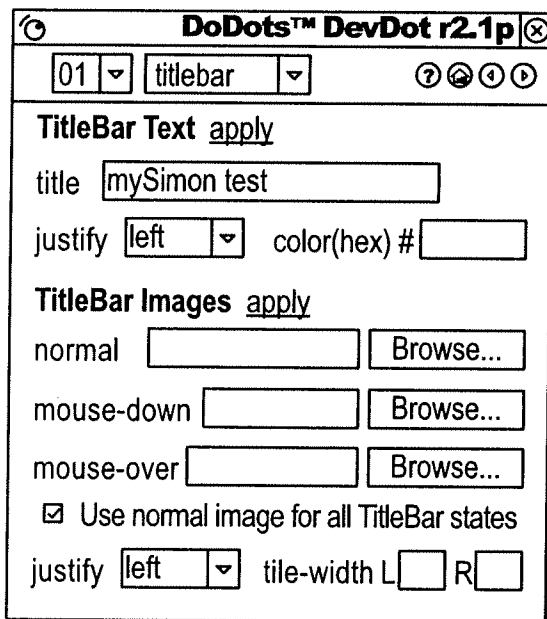 DoDots™ DevDot r2.1p
01 titlebar ?
TitleBar Text apply
title mySimon test
justify left color(hex) #
TitleBar Images apply
normal Browse...
mouse-down Browse...
mouse-over Browse...
Use normal image for all TitleBar states
justify left tile-width L R